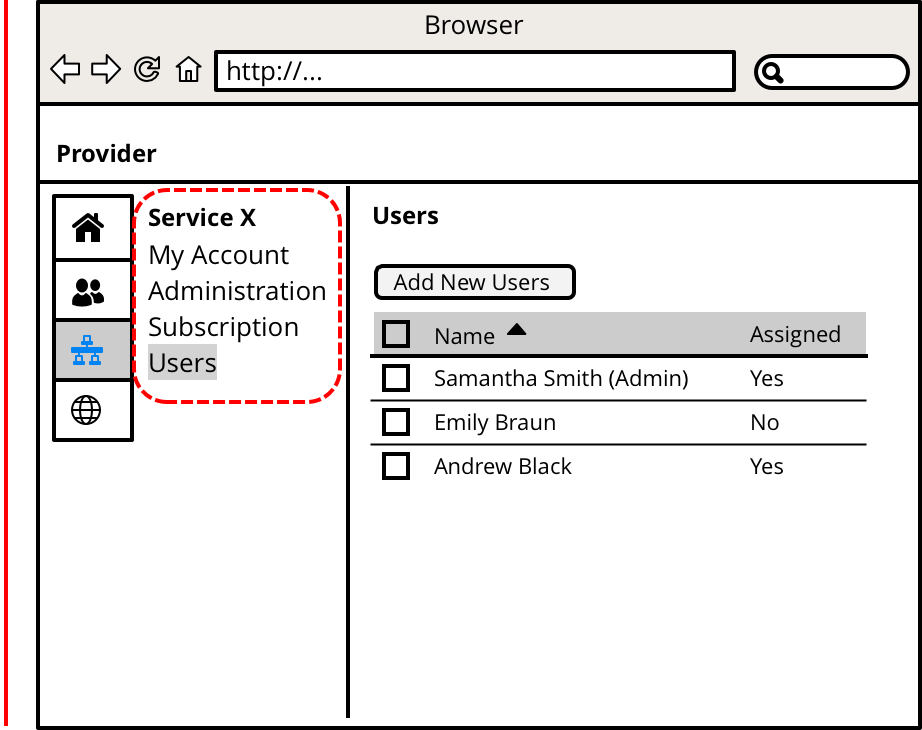 Browser
http://...
Provider
Service X
My Account
Administration
Subscription
Users
Users
Add New Users
Name Assigned
Samantha Smith (Admin) Yes
Emily Braun No
Andrew Black Yes